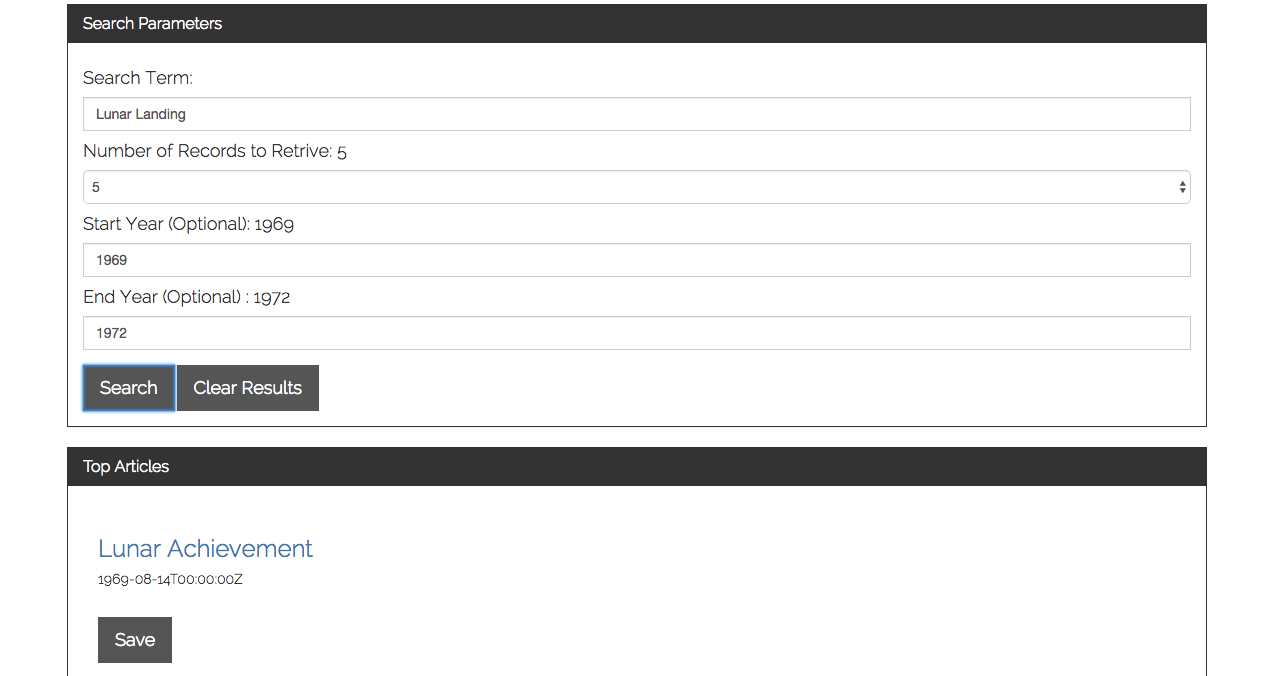 Search Parameters
Search Term:
Lunar Landing
Number of Records to Retrive: 5
5
Start Year (Optional): 1969
1969
End Year (Optional) : 1972
1972
Search Clear Results
Top Articles
Lunar Achievement
1969-08-14T00:00:00Z
Save